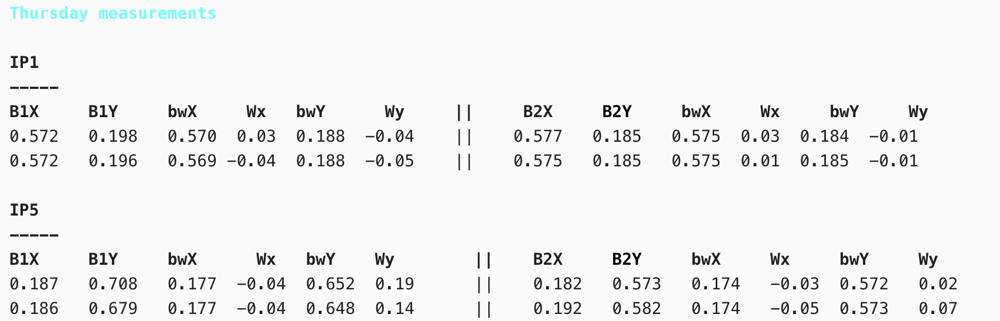 Thursday measurements
IP1
-----
B1X B1Y bwX Wx bwY Wy || B2X B2Y bwX Wx bwY Wy
0.572 0.198 0.570 0.03 0.188 -0.04 || 0.577 0.185 0.575 0.03 0.184 -0.01
0.572 0.196 0.569 -0.04 0.188 -0.05 || 0.575 0.185 0.575 0.01 0.185 -0.01
IP5
-----
B1X B1Y bwX Wx bwY Wy || B2X B2Y bwX Wx bwY Wy
0.187 0.708 0.177 -0.04 0.652 0.19 || 0.182 0.573 0.174 -0.03 0.572 0.02
0.186 0.679 0.177 -0.04 0.648 0.14 || 0.192 0.582 0.174 -0.05 0.573 0.07